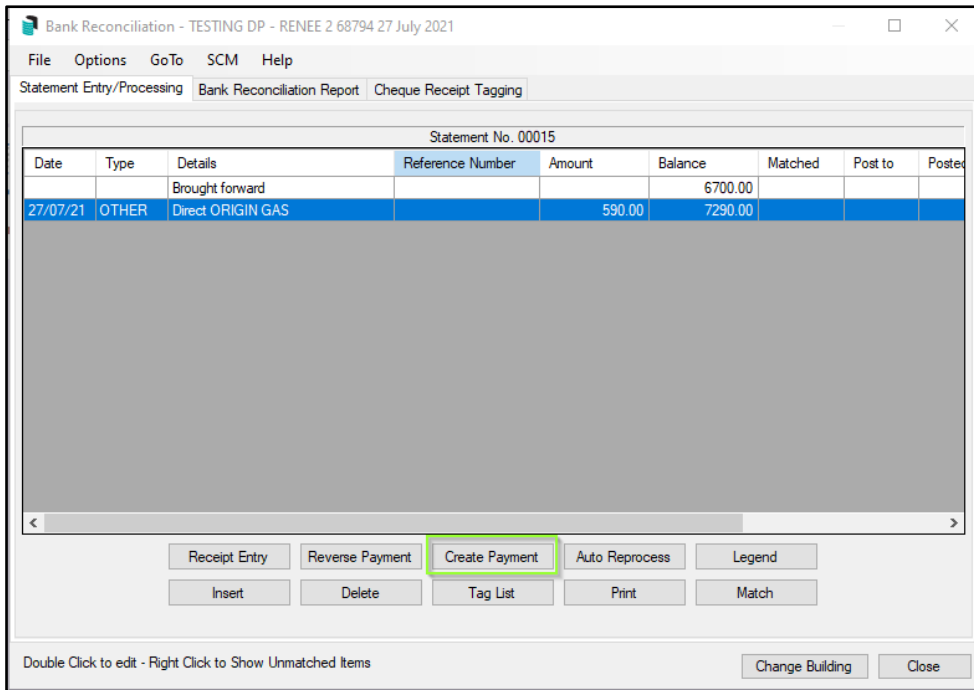 Bank Reconciliation - TESTING DP - RENEE 2 68794 27 July 2021
File Options GoTo SCM Help
Statement Entry/Processing Bank Reconciliation Report Cheque Receipt Tagging
Statement No. 00015
Date Type Details Reference Number Amount Balance Matched Post to Posted
Brought forward 6700.00
27/07/21 OTHER Direct ORIGIN GAS 590.00 7290.00
Receipt Entry Reverse Payment Create Payment Auto Reprocess Legend
Insert Delete Tag List Print Match
Double Click to edit - Right Click to Show Unmatched Items Change Building Close